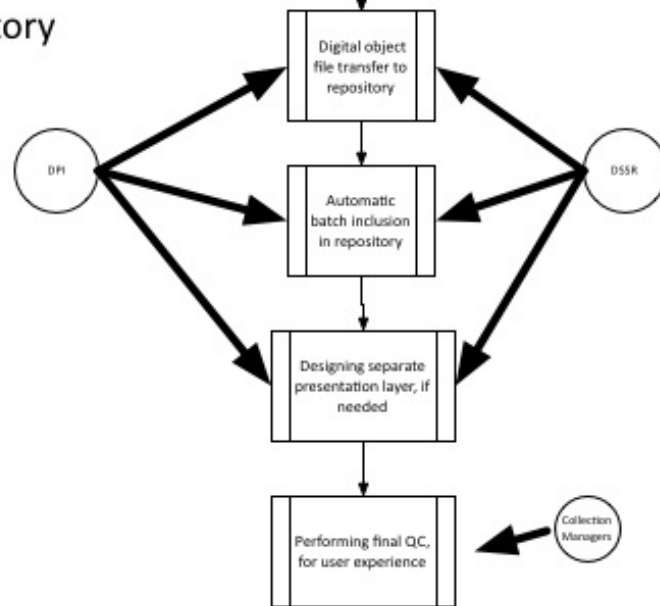 tory
Digital object
file transfer to
repository
DPI
DSSR
Automatic
batch inclusion
in repository
Designing separate
presentation layer, if
needed
Performing final QC,
for user experience
Collection
Managers